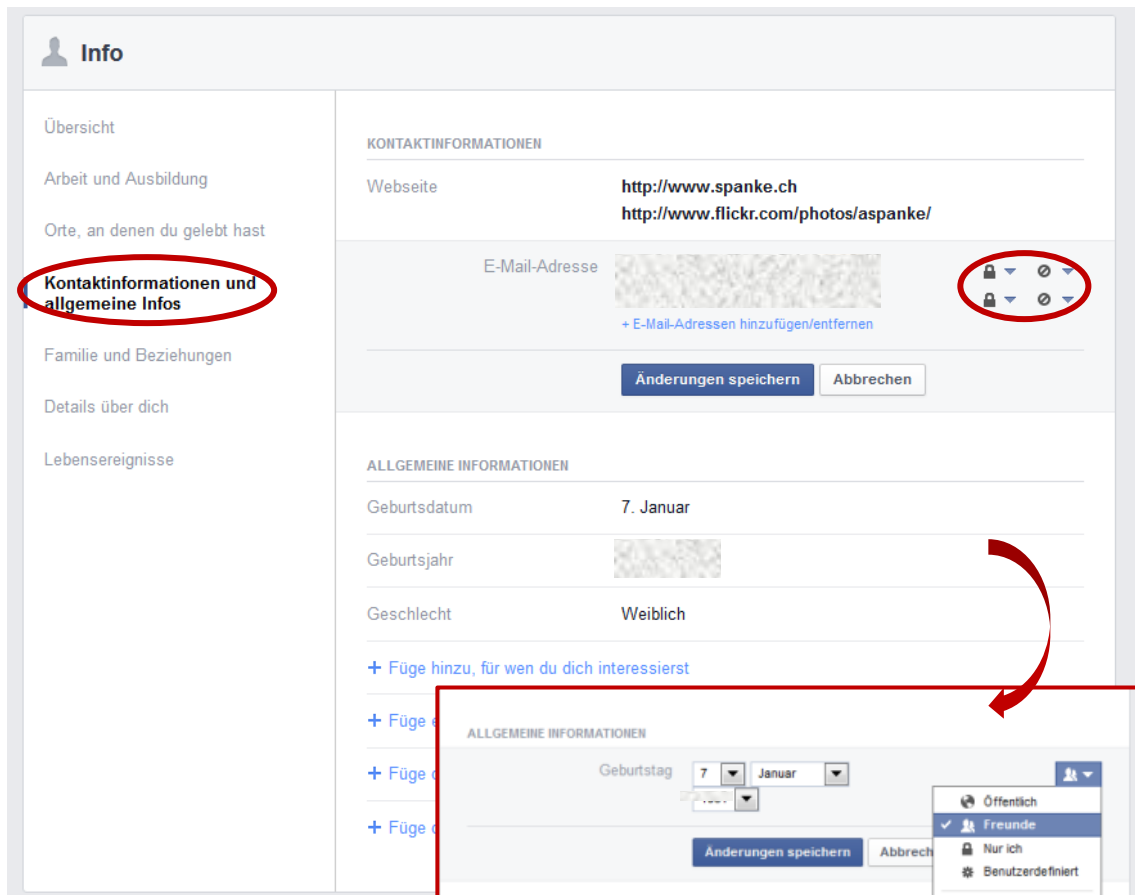 Info
Übersicht
Arbeit und Ausbildung
Orte, an denen du gelebt hast
Kontaktinformationen und
allgemeine Infos
Familie und Beziehungen
Details über dich
Lebensereignisse
KONTAKTINFORMATIONEN
Webseite http://www.spanke.ch
http://www.flickr.com/photos/aspanke/
E-Mail-Adresse
+ E-Mail-Adressen hinzufügen/entfernen
Änderungen speichern Abbrechen
ALLGEMEINE INFORMATIONEN
Geburtsdatum 7. Januar
Geburtsjahr
Geschlecht Weiblich
+ Füge hinzu, für wen du dich interessierst
+ Füge
+ Füge
+ Füge
ALLGEMEINE INFORMATIONEN
Geburtstag 7 Januar
Änderungen speichern Abbrech
Öffentlich
Freunde
Nur ich
Benutzerdefiniert